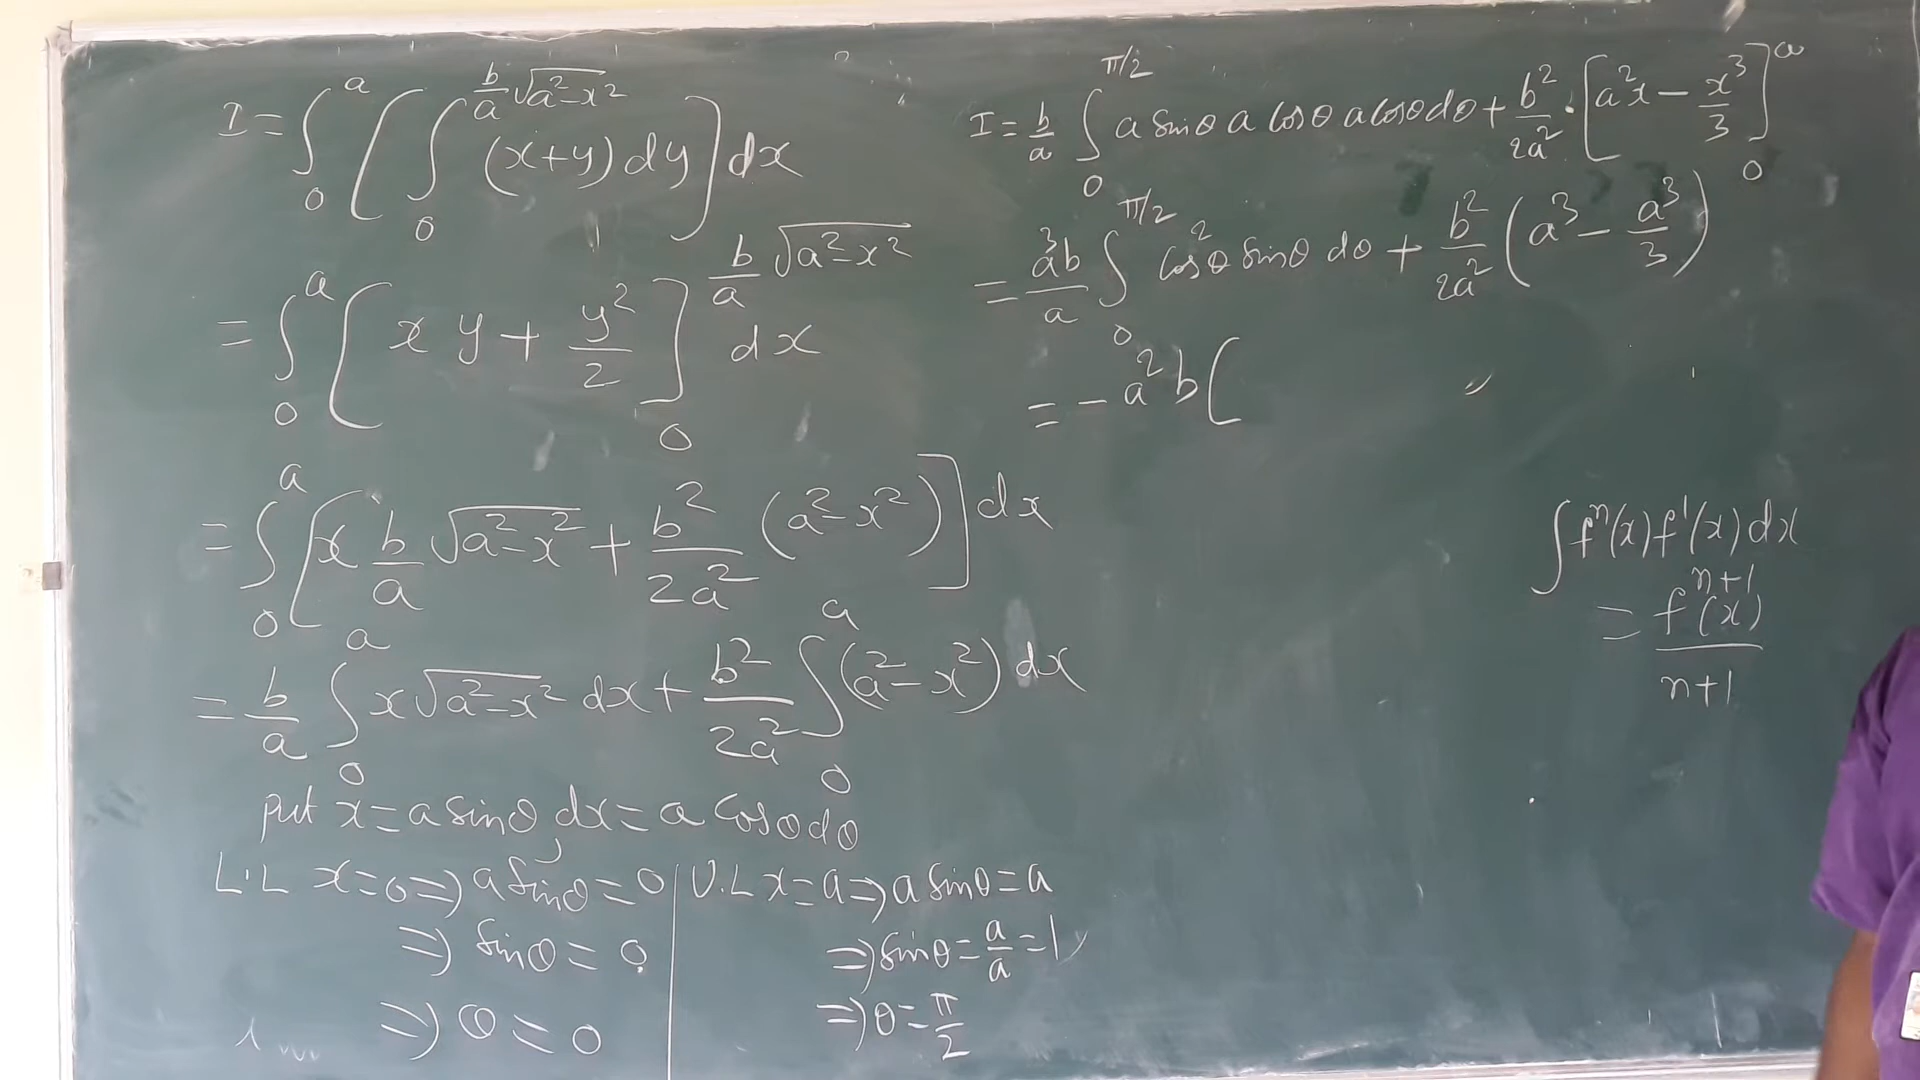 I = ∫₀^a [ ∫₀^{b/a √(a²-x²)} (x+y) dy ] dx
= ∫₀^a [ x y + y²/2 ]₀^{b/a √(a²-x²)} dx
= ∫₀^a [ x b/a √(a²-x²) + b²/2a² (a²-x²) ] dx
= b/a ∫₀^a x √(a²-x²) dx + b²/2a² ∫₀^a (a²-x²) dx
put x = a sinθ, dx = a cosθ dθ
L.L x=0 ⇒ a sinθ = 0
⇒ sinθ = 0
⇒ θ = 0
U.L x=a ⇒ a sinθ = a
⇒ sinθ = a/a = 1
⇒ θ = π/2
I = b/a ∫₀^{π/2} a sinθ a cosθ a cosθ dθ + b²/2a² · [ a²x - x³/3 ]₀^a
= a³b/a ∫₀^{π/2} cos²θ sinθ dθ + b²/2a² ( a³ - a³/3 )
= - a²b (
∫ fⁿ(x) f'(x) dx
= fⁿ⁺¹(x) / n+1